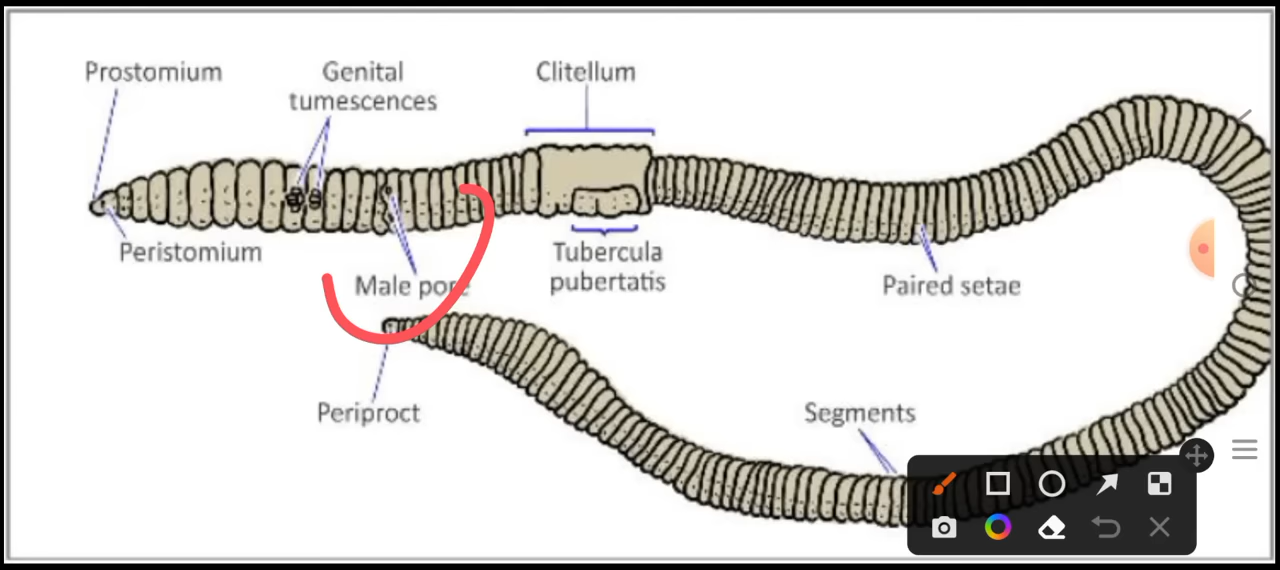 Prostomium
Genital
tumescences
Clitellum
Peristomium
Male pore
Tubercula
pubertatis
Paired setae
Periproct
Segments